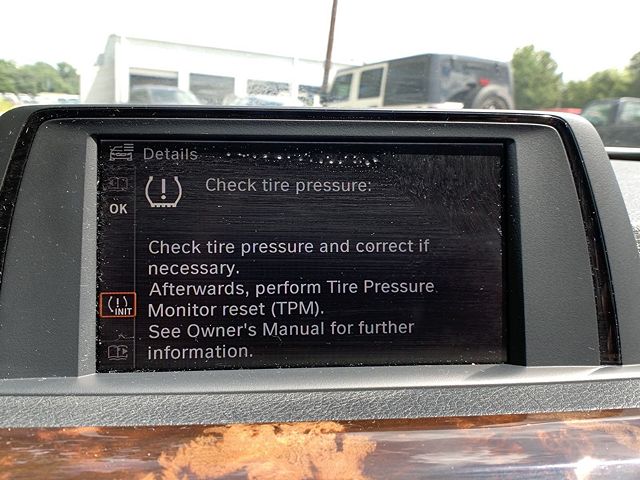 Details
Check tire pressure:
OK
Check tire pressure and correct if
necessary.
Afterwards, perform Tire Pressure
Monitor reset (TPM).
INIT
See Owner's Manual for further
information.